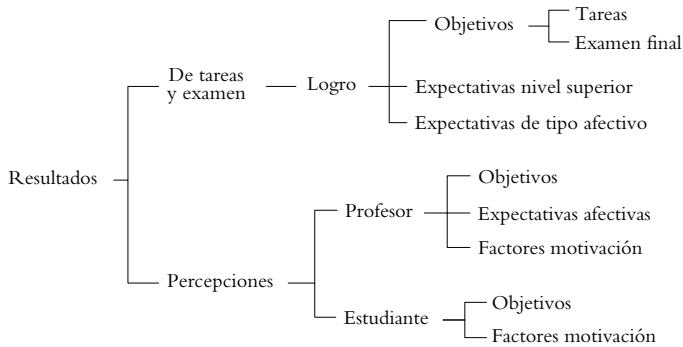 Resultados
De tareas
y examen
Logro
Objetivos
Tareas
Examen final
Expectativas nivel superior
Expectativas de tipo afectivo
Percepciones
Profesor
Objetivos
Expectativas afectivas
Factores motivación
Estudiante
Objetivos
Factores motivación